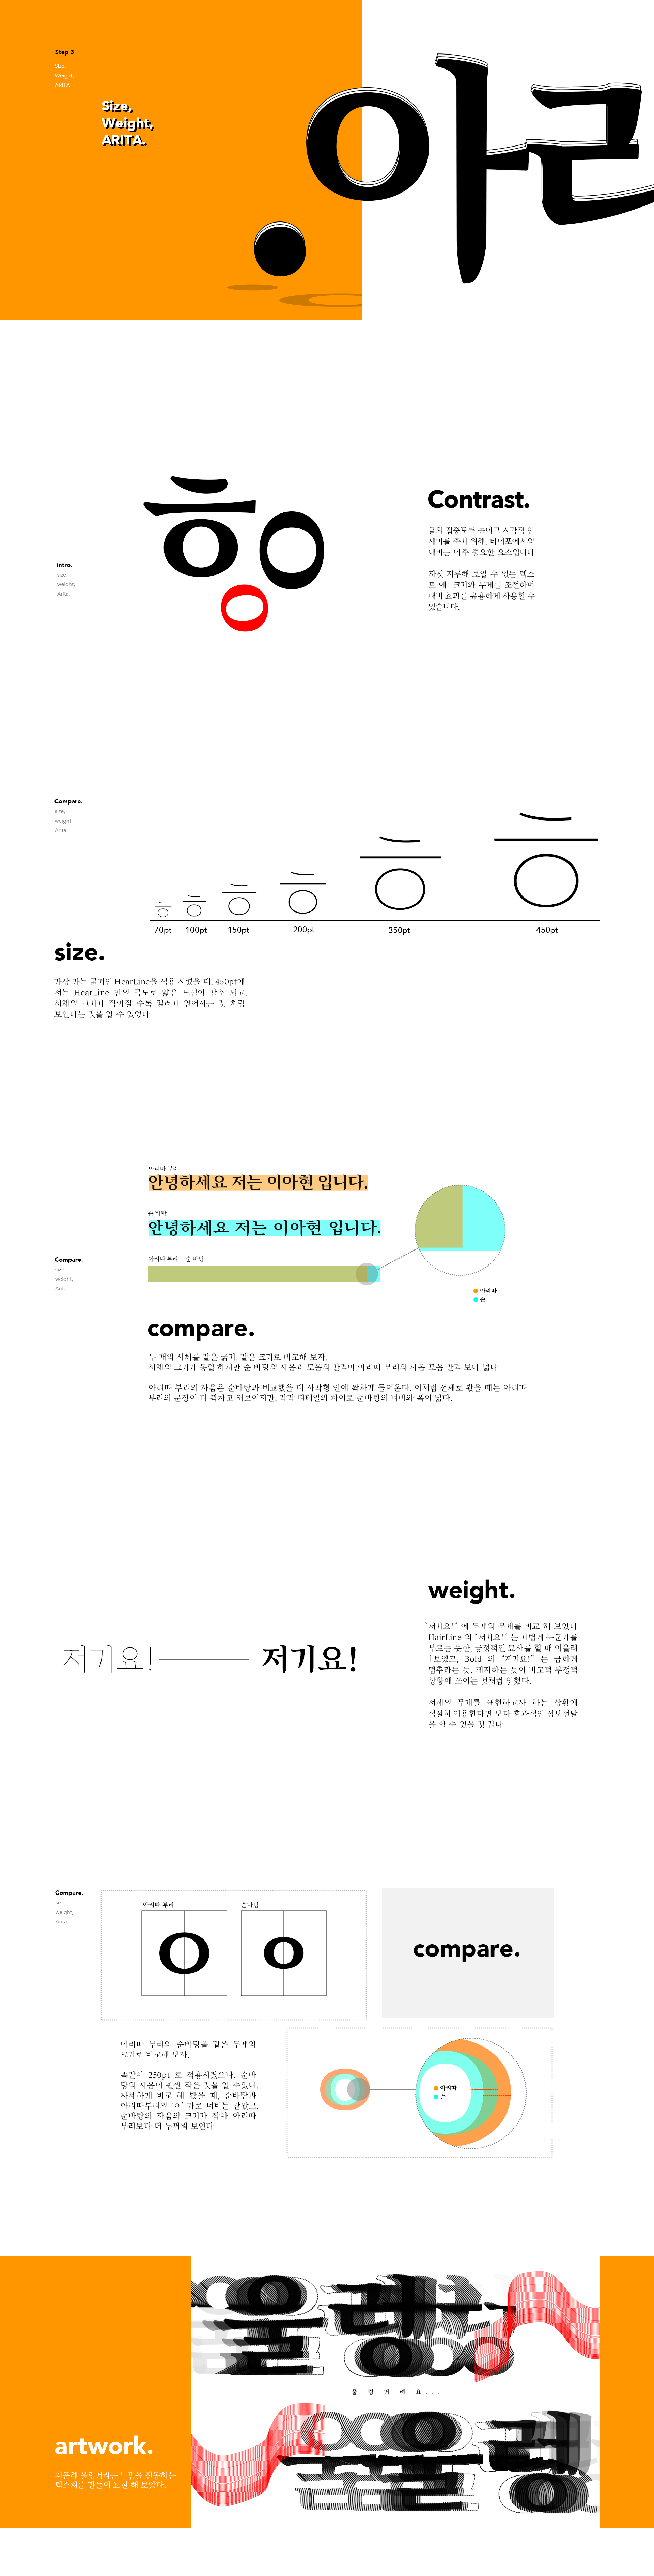 Step 3
Size,
Weight,
ARITA.
Size,
Weight,
ARITA.
아리
흥
Contrast.
글의 집중도를 높이고 시각적 인
재미를 주기 위해, 타이포에서의
대비는 아주 중요한 요소입니다.
자칫 지루해 보일 수 있는 텍스
트 에 크기와 무게를 조절하며
대비 효과를 유용하게 사용할 수
있습니다.
intro.
size,
weight,
Arita.
Compare.
size,
weight,
Arita.
흐 흐 흐 흐 흐 흐
70pt 100pt 150pt 200pt 350pt 450pt
size.
가장 가는 굵기인 HearLine을 적용 시켰을 때, 450pt에
서는 HearLine 만의 극도로 얇은 느낌이 감소 되고,
서체의 크기가 작아질 수록 컬러가 옅어지는 것 처럼
보인다는 것을 알 수 있었다.
아리따 부리
안녕하세요 저는 이아현 입니다.
순 바탕
안녕하세요 저는 이아현 입니다.
아리따 부리 + 순 바탕
아리따
순
Compare.
size,
weight,
Arita.
compare.
두 개의 서체를 같은 굵기, 같은 크기로 비교해 보자.
서체의 크기가 동일 하지만 순 바탕의 자음과 모음의 간격이 아리따 부리의 자음 모음 간격 보다 넓다.
아리따 부리의 자음은 순바탕과 비교했을 때 사각형 안에 꽉차게 들어온다. 이처럼 전체로 봤을 때는 아리따
부리의 문장이 더 꽉차고 커보이지만, 각각 디테일의 차이로 순바탕의 너비와 폭이 넓다.
weight.
저기요! 저기요!
“저기요!” 에 두개의 무게를 비교 해 보았다.
HairLine 의 “저기요!” 는 가볍게 누군가를
부르는 듯한, 긍정적인 묘사를 할 때 어울려
1보였고, Bold 의 “저기요!” 는 급하게
멈추라는 듯, 제지하는 듯이 비교적 부정적
상황에 쓰이는 것처럼 읽혔다.
서체의 무게를 표현하고자 하는 상황에
적절히 이용한다면 보다 효과적인 정보전달
을 할 수 있을 것 같다
Compare.
size,
weight,
Arita.
아리따 부리
순바탕
ㅇ ㅇ
compare.
아리따 부리와 순바탕을 같은 무게와
크기로 비교해 보자.
똑같이 250pt 로 적용시켰으나, 순바
탕의 자음이 훨씬 작은 것을 알 수있다.
자세하게 비교 해 봤을 때, 순바탕과
아리따부리의 ‘ㅇ’ 가로 너비는 같았고,
순바탕의 자음의 크기가 작아 아리따
부리보다 더 두꺼워 보인다.
아리따
순
울렁
울 렁 거 려 요 . . .
울렁
artwork.
피곤해 울렁거리는 느낌을 진동하는
텍스쳐를 만들어 표현 해 보았다.